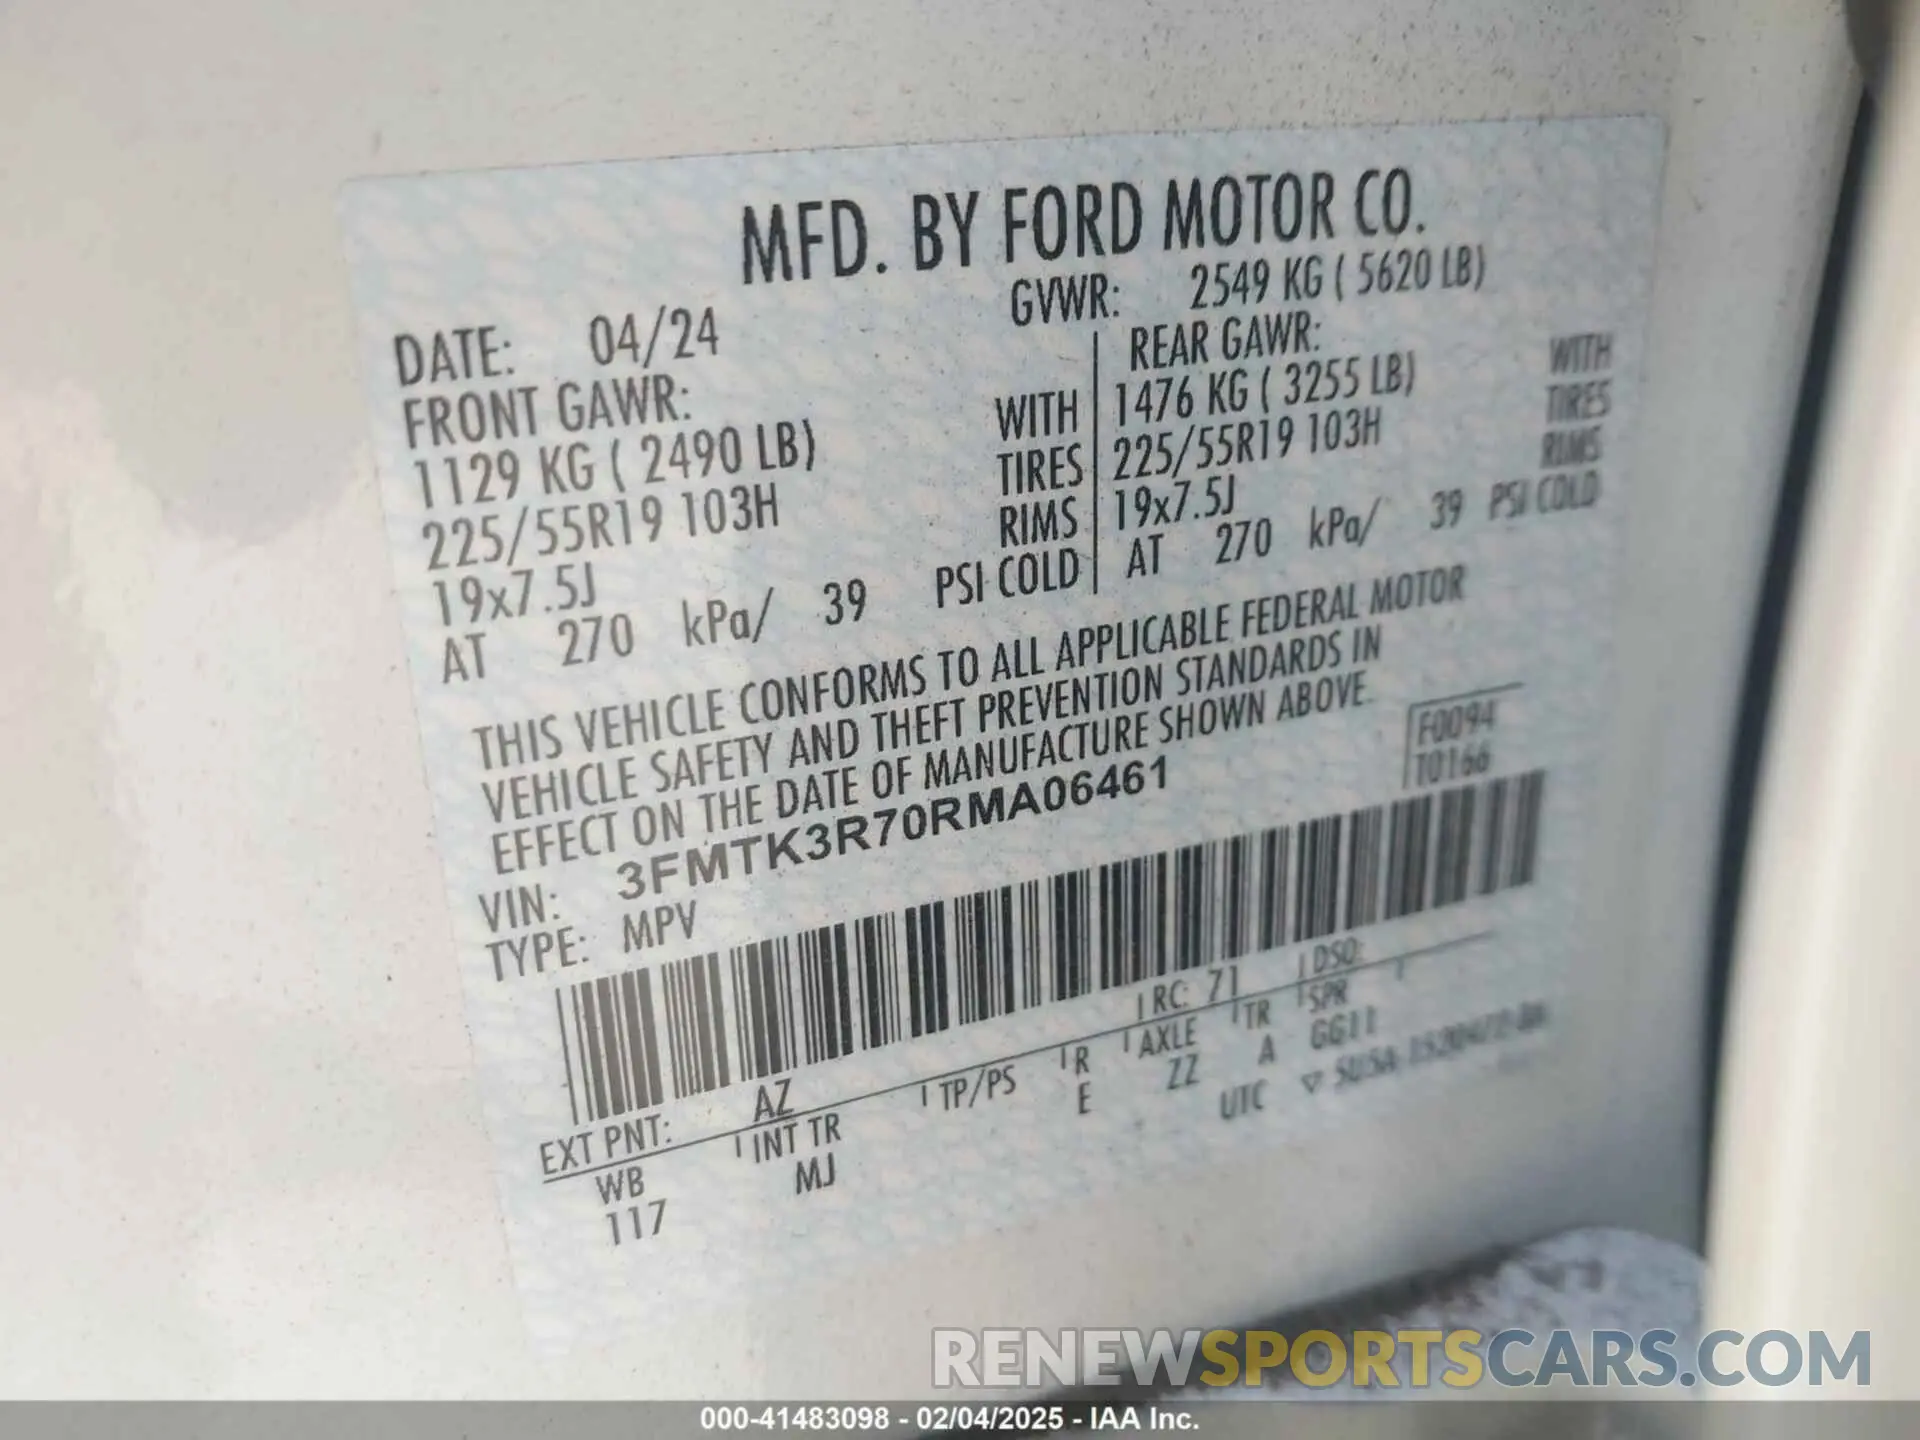 MFD. BY FORD MOTOR CO.
DATE: 04/24 GVWR: 2549 KG ( 5620 LB)
FRONT GAWR: REAR GAWR:
1129 KG ( 2490 LB) WITH 1476 KG ( 3255 LB) WITH
225/55R19 103H TIRES 225/55R19 103H TIRES
19x7.5J RIMS 19x7.5J RIMS
AT 270 kPa/ 39 PSI COLD AT 270 kPa/ 39 PSI COLD
THIS VEHICLE CONFORMS TO ALL APPLICABLE FEDERAL MOTOR
VEHICLE SAFETY AND THEFT PREVENTION STANDARDS IN
EFFECT ON THE DATE OF MANUFACTURE SHOWN ABOVE.
F0094
T0166
VIN: 3FMTK3R70RMA06461
TYPE: MPV
EXT PNT: AZ RC: 71 DSO:
WB INT TR TP/PS R AXLE TR SPR
117 MJ E ZZ A GG11
UTC
RENEWSPORTSCARS.COM
000-41483098 - 02/04/2025 - IAA Inc.